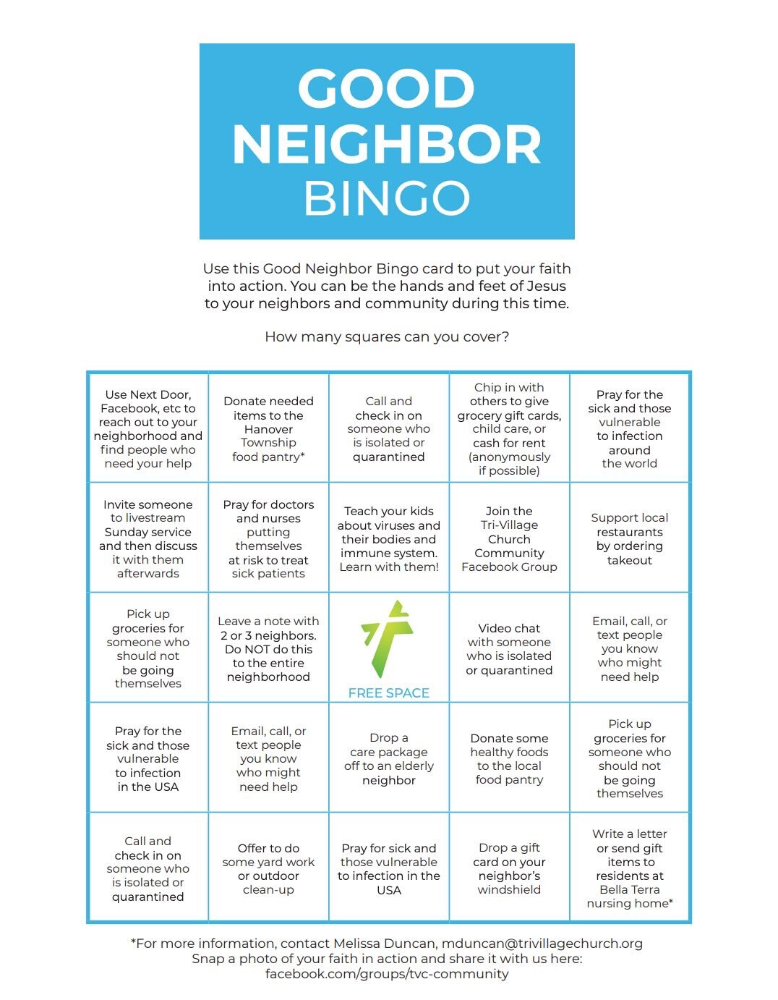 GOOD
NEIGHBOR
BINGO
Use this Good Neighbor Bingo card to put your faith
into action. You can be the hands and feet of Jesus
to your neighbors and community during this time.
How many squares can you cover?
Use Next Door,
Facebook, etc to
reach out to your
neighborhood and
find people who
need your help
Donate needed
items to the
Hanover
Township
food pantry*
Call and
check in on
someone who
is isolated or
quarantined
Chip in with
others to give
grocery gift cards,
child care, or
cash for rent
(anonymously
if possible)
Pray for the
sick and those
vulnerable
to infection
around
the world
Invite someone
to livestream
Sunday service
and then discuss
it with them
afterwards
Pray for doctors
and nurses
putting
themselves
at risk to treat
sick patients
Teach your kids
about viruses and
their bodies and
immune system.
Learn with them!
Join the
Tri-Village
Church
Community
Facebook Group
Support local
restaurants
by ordering
takeout
Pick up
groceries for
someone who
should not
be going
themselves
Leave a note with
2 or 3 neighbors.
Do NOT do this
to the entire
neighborhood
FREE SPACE
Video chat
with someone
who is isolated
or quarantined
Email, call, or
text people
you know
who might
need help
Pray for the
sick and those
vulnerable
to infection
in the USA
Email, call, or
text people
you know
who might
need help
Drop a
care package
off to an elderly
neighbor
Donate some
healthy foods
to the local
food pantry
Pick up
groceries for
someone who
should not
be going
themselves
Call and
check in on
someone who
is isolated or
quarantined
Offer to do
some yard work
or outdoor
clean-up
Pray for sick and
those vulnerable
to infection in the
USA
Drop a gift
card on your
neighbor's
windshield
Write a letter
or send gift
items to
residents at
Bella Terra
nursing home*
*For more information, contact Melissa Duncan, mduncan@trivillagechurch.org
Snap a photo of your faith in action and share it with us here:
facebook.com/groups/tvc-community